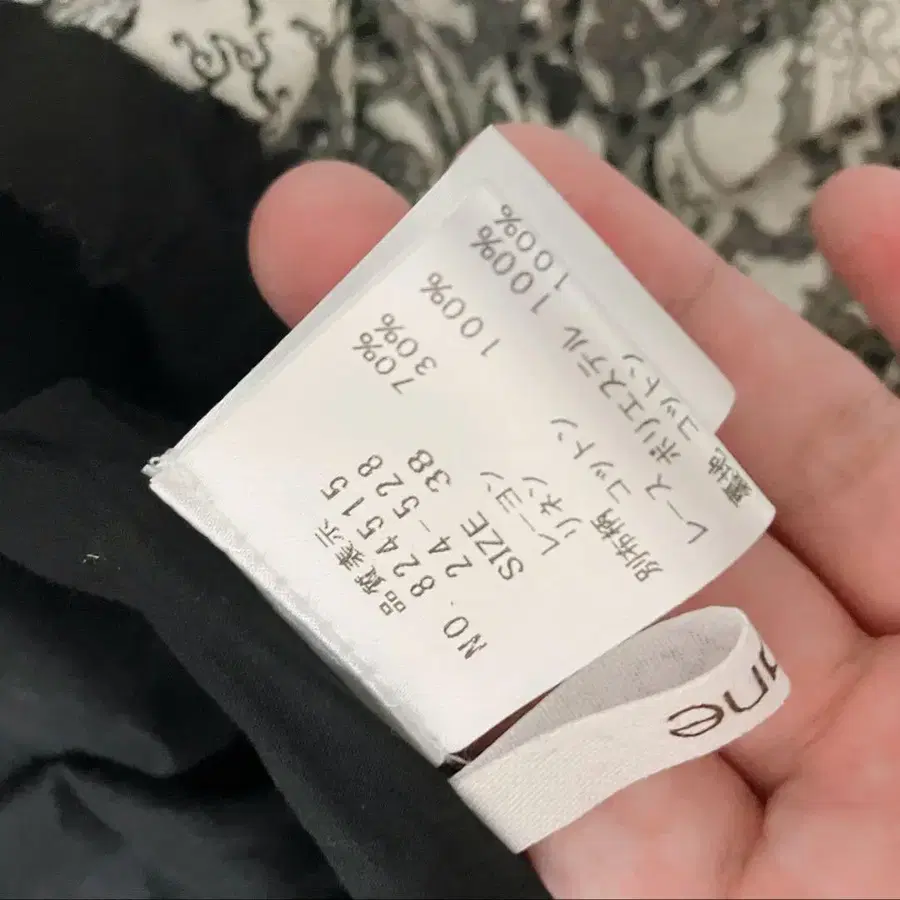 品質表示
NO. 824515
24-528
SIZE 38
レーヨン 70%
リネン 30%
別布柄 コットン 100%
レース ポリエステル 100%
裏地 コットン 100%
une